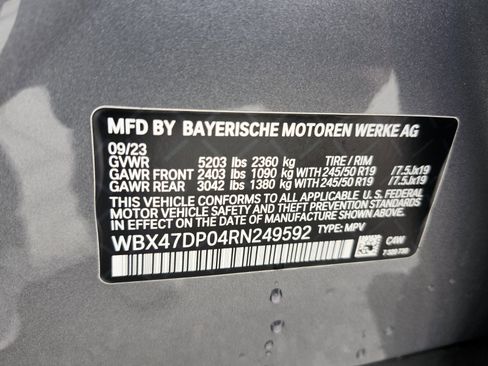 MFD BY BAYERISCHE MOTOREN WERKE AG
09/23
GVWR 5203 lbs 2360 kg TIRE / RIM
GAWR FRONT 2403 lbs 1090 kg WITH 245/50 R19 / 7.5Jx19
GAWR REAR 3042 lbs 1380 kg WITH 245/50 R19 / 7.5Jx19
THIS VEHICLE CONFORMS TO ALL APPLICABLE U.S. FEDERAL
MOTOR VEHICLE SAFETY, BUMPER, AND THEFT PREVENTION STANDARDS
IN EFFECT ON THE DATE OF MANUFACTURE SHOWN ABOVE.
WBX47DP04RN249592 TYPE: MPV
C4W